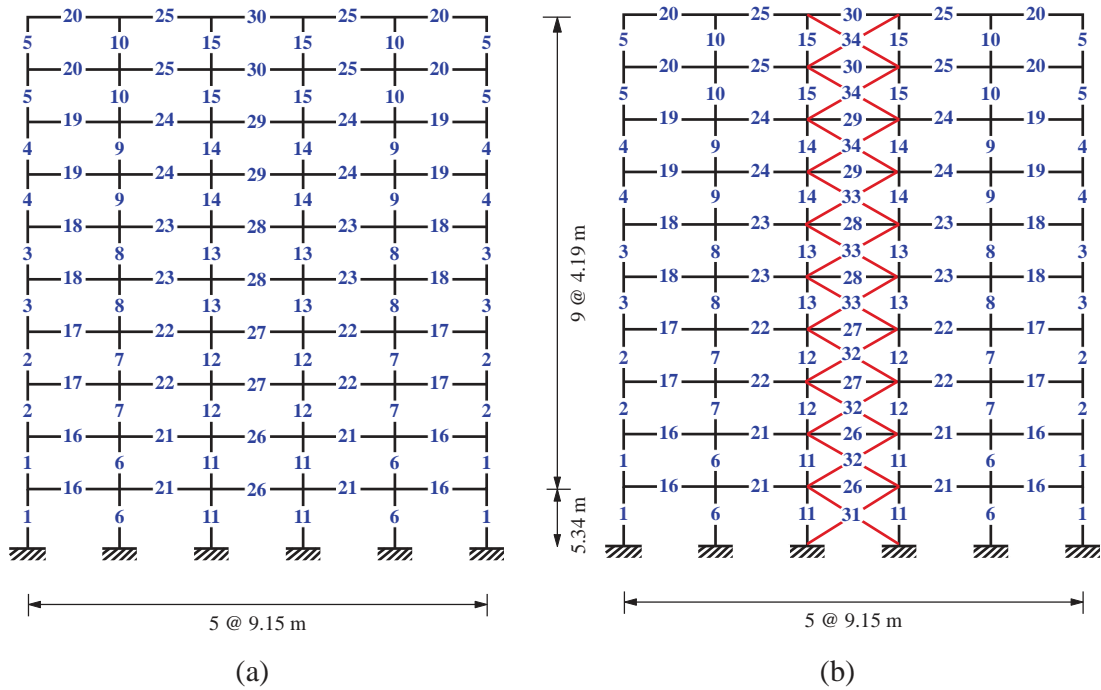 20 25 30 25 20
5 10 15 15 10 5
20 25 30 25 20
5 10 15 15 10 5
19 24 29 24 19
4 9 14 14 9 4
19 24 29 24 19
4 9 14 14 9 4
18 23 28 23 18
3 8 13 13 8 3
18 23 28 23 18
3 8 13 13 8 3
17 22 27 22 17
2 7 12 12 7 2
17 22 27 22 17
2 7 12 12 7 2
16 21 26 21 16
1 6 11 11 6 1
16 21 26 21 16
1 6 11 11 6 1
5 @ 9.15 m
(a)
9 @ 4.19 m
5.34 m
20 25 30 25 20
5 10 15 34 15 10 5
20 25 30 25 20
5 10 15 34 15 10 5
19 24 29 24 19
4 9 14 34 14 9 4
19 24 29 24 19
4 9 14 33 14 9 4
18 23 28 23 18
3 8 13 33 13 8 3
18 23 28 23 18
3 8 13 33 13 8 3
17 22 27 22 17
2 7 12 32 12 7 2
17 22 27 22 17
2 7 12 32 12 7 2
16 21 26 21 16
1 6 11 32 11 6 1
16 21 26 21 16
1 6 11 31 11 6 1
5 @ 9.15 m
(b)